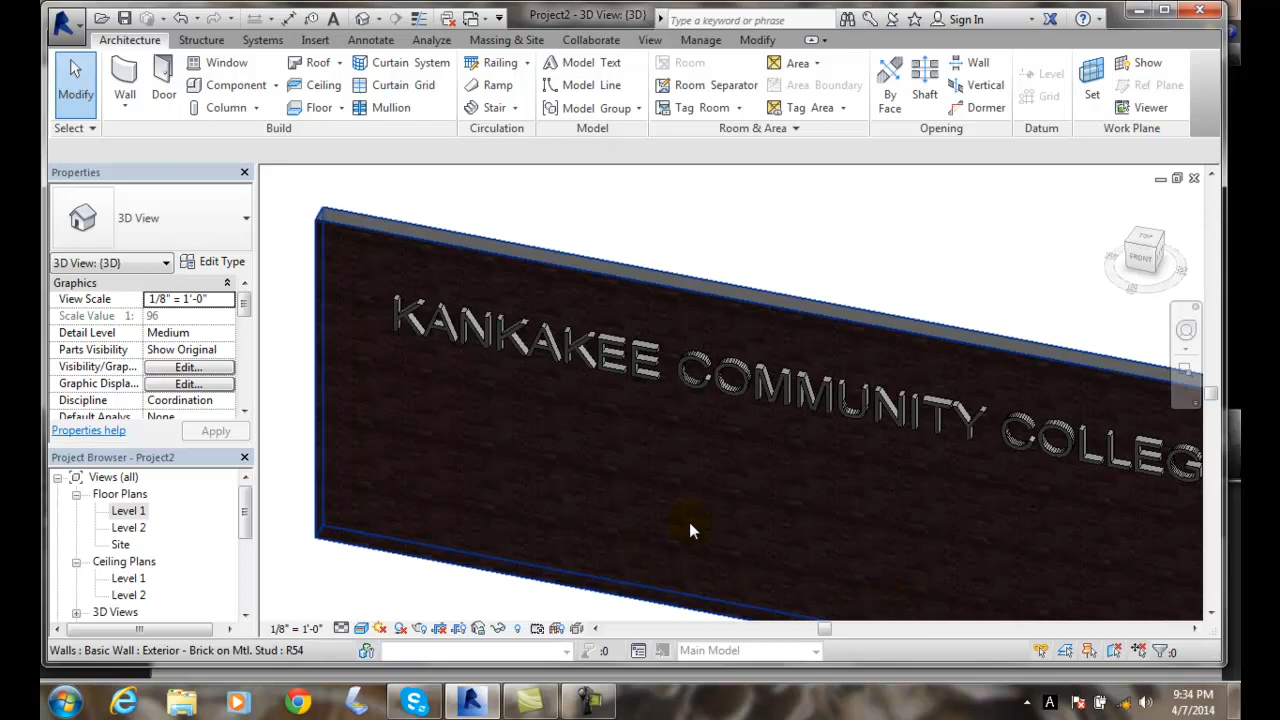 Project2 - 3D View: {3D}
Type a keyword or phrase
Sign In
Architecture Structure Systems Insert Annotate Analyze Massing & Site Collaborate View Manage Modify
Modify
Wall
Door
Window
Component
Column
Roof
Ceiling
Floor
Curtain System
Curtain Grid
Mullion
Railing
Ramp
Stair
Model Text
Model Line
Model Group
Room
Room Separator
Tag Room
Area
Area Boundary
Tag Area
By Face
Shaft
Wall
Vertical
Dormer
Level
Grid
Set
Show
Ref Plane
Viewer
Select Build Circulation Model Room & Area Opening Datum Work Plane
Properties
3D View
3D View: {3D} Edit Type
Graphics
View Scale 1/8" = 1'-0"
Scale Value 1: 96
Detail Level Medium
Parts Visibility Show Original
Visibility/Grap... Edit...
Graphic Displa... Edit...
Discipline Coordination
Default Analys... None
Properties help Apply
Project Browser - Project2
Views (all)
Floor Plans
Level 1
Level 2
Site
Ceiling Plans
Level 1
Level 2
3D Views
KANKAKEE COMMUNITY COLLEG
TOP
FRONT
1/8" = 1'-0"
Walls : Basic Wall : Exterior - Brick on Mtl. Stud : R54
:0
Main Model
:0
A
9:34 PM
4/7/2014